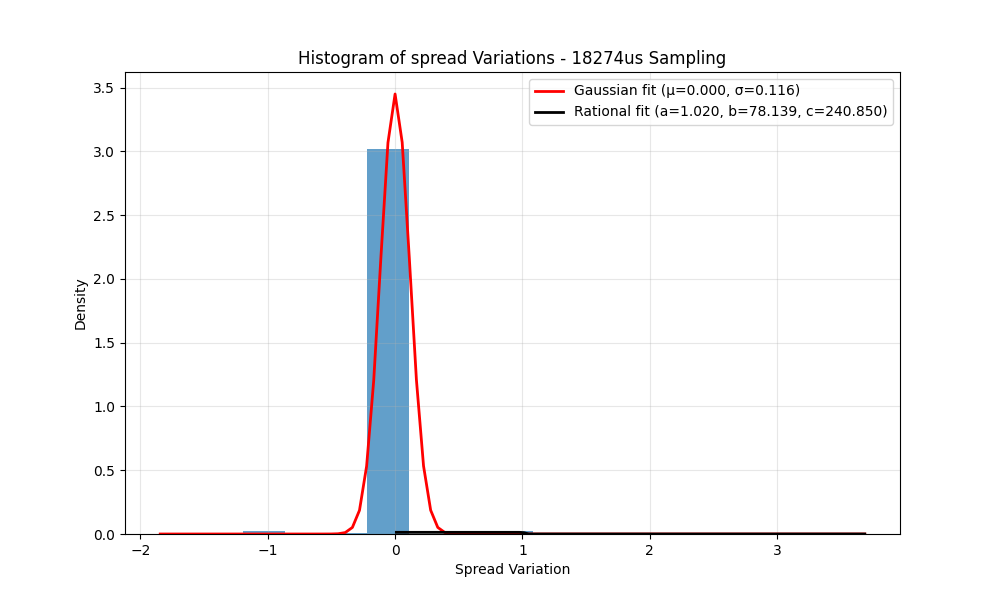 Histogram of spread Variations - 18274us Sampling
Gaussian fit (μ=0.000, σ=0.116)
Rational fit (a=1.020, b=78.139, c=240.850)
3.5
3.0
2.5
2.0
1.5
1.0
0.5
0.0
Density
−2
−1
0
1
2
3
Spread Variation